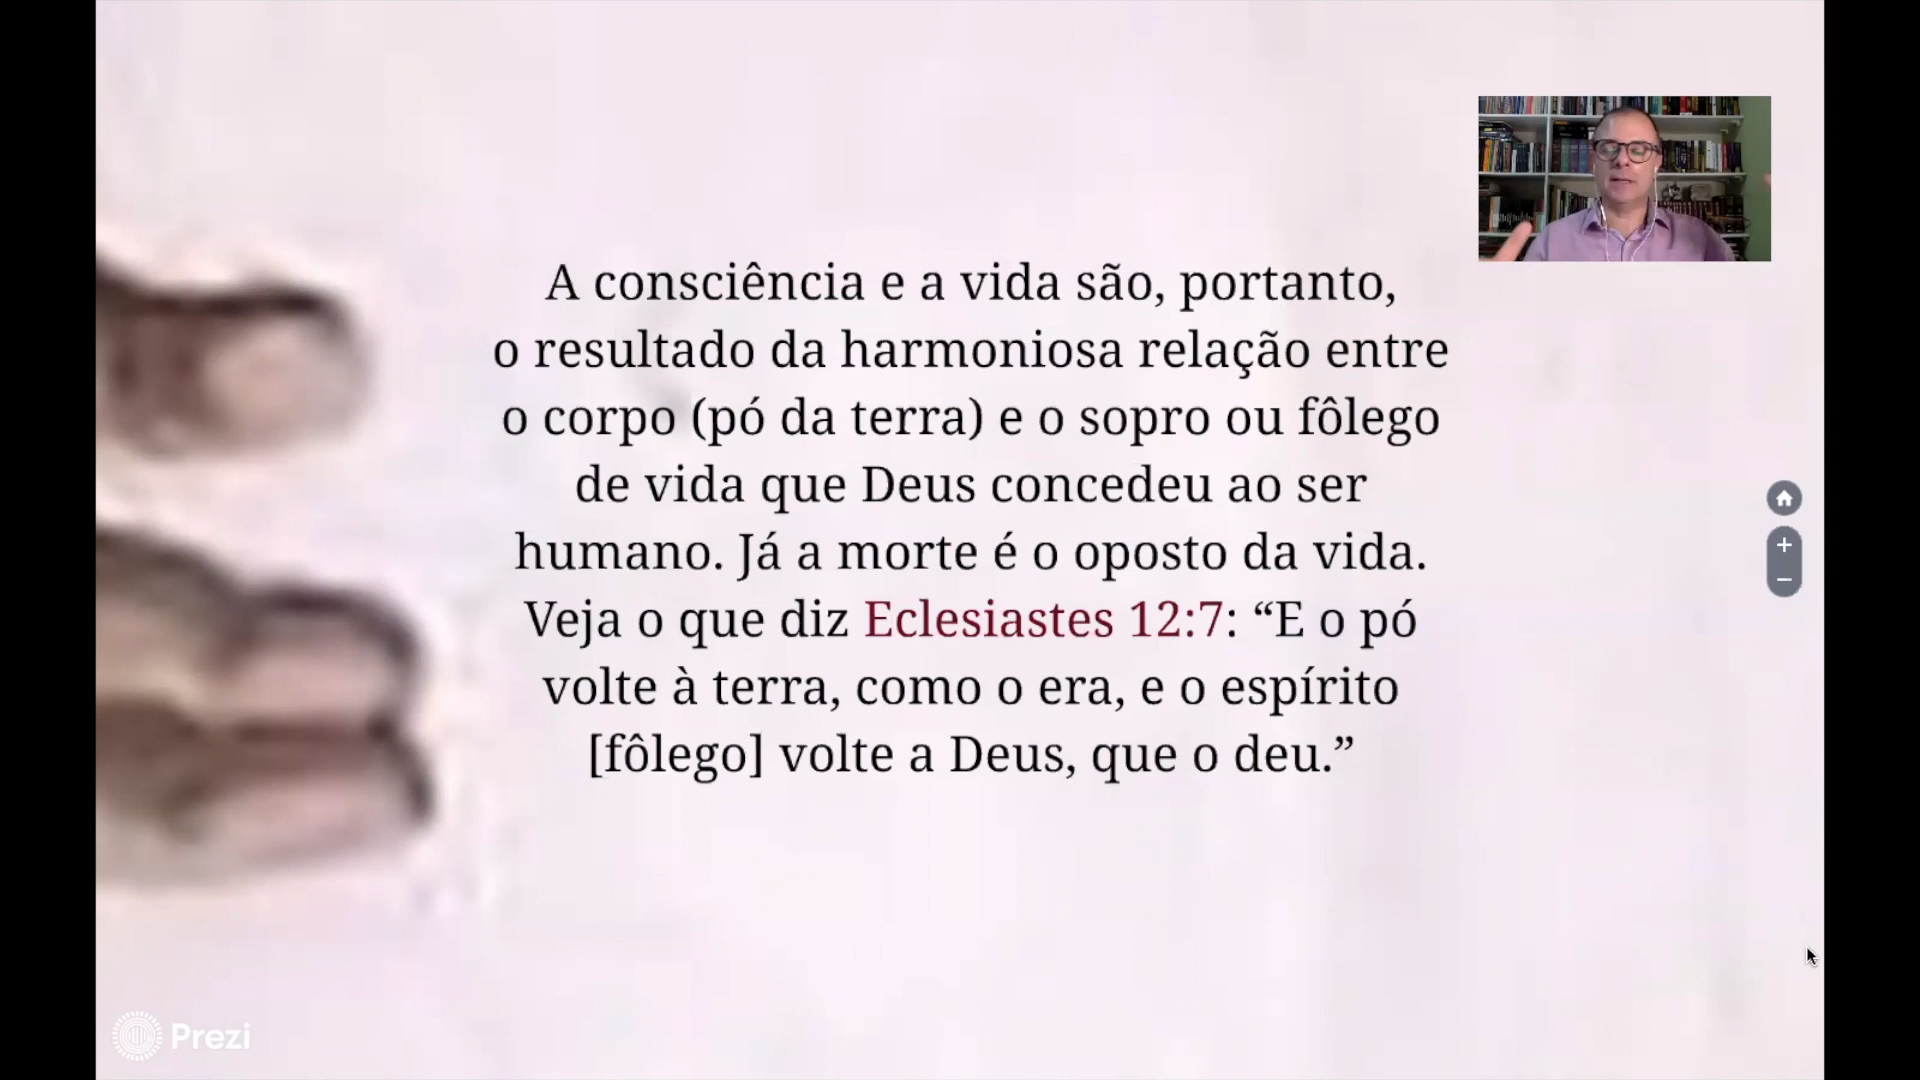 A consciência e a vida são, portanto,
o resultado da harmoniosa relação entre
o corpo (pó da terra) e o sopro ou fôlego
de vida que Deus concedeu ao ser
humano. Já a morte é o oposto da vida.
Veja o que diz Eclesiastes 12:7: “E o pó
volte à terra, como o era, e o espírito
[fôlego] volte a Deus, que o deu.”
Prezi